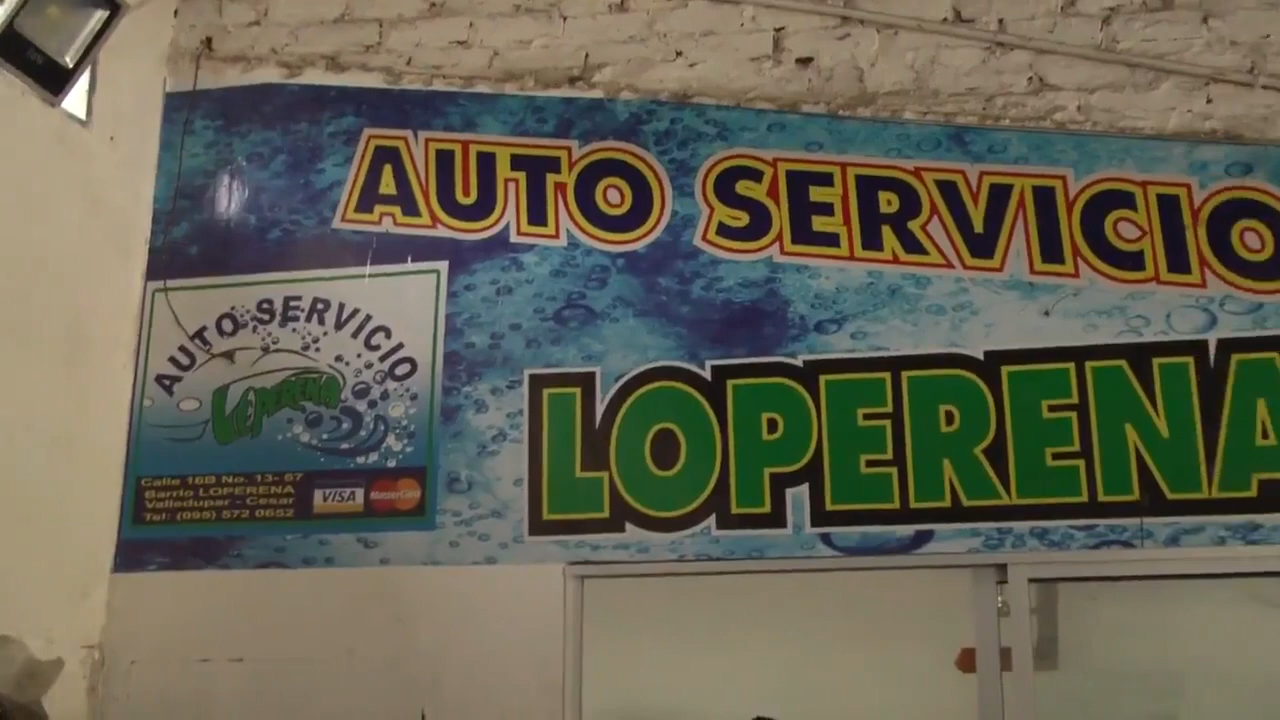 AUTO SERVICIO
LOPERENA
AUTO SERVICIO
LOPERENA
Calle 16B No. 13-67
Barrio LOPERENA
Valledupar - Cesar
Tel: (095) 572 0652
VISA
MasterCard